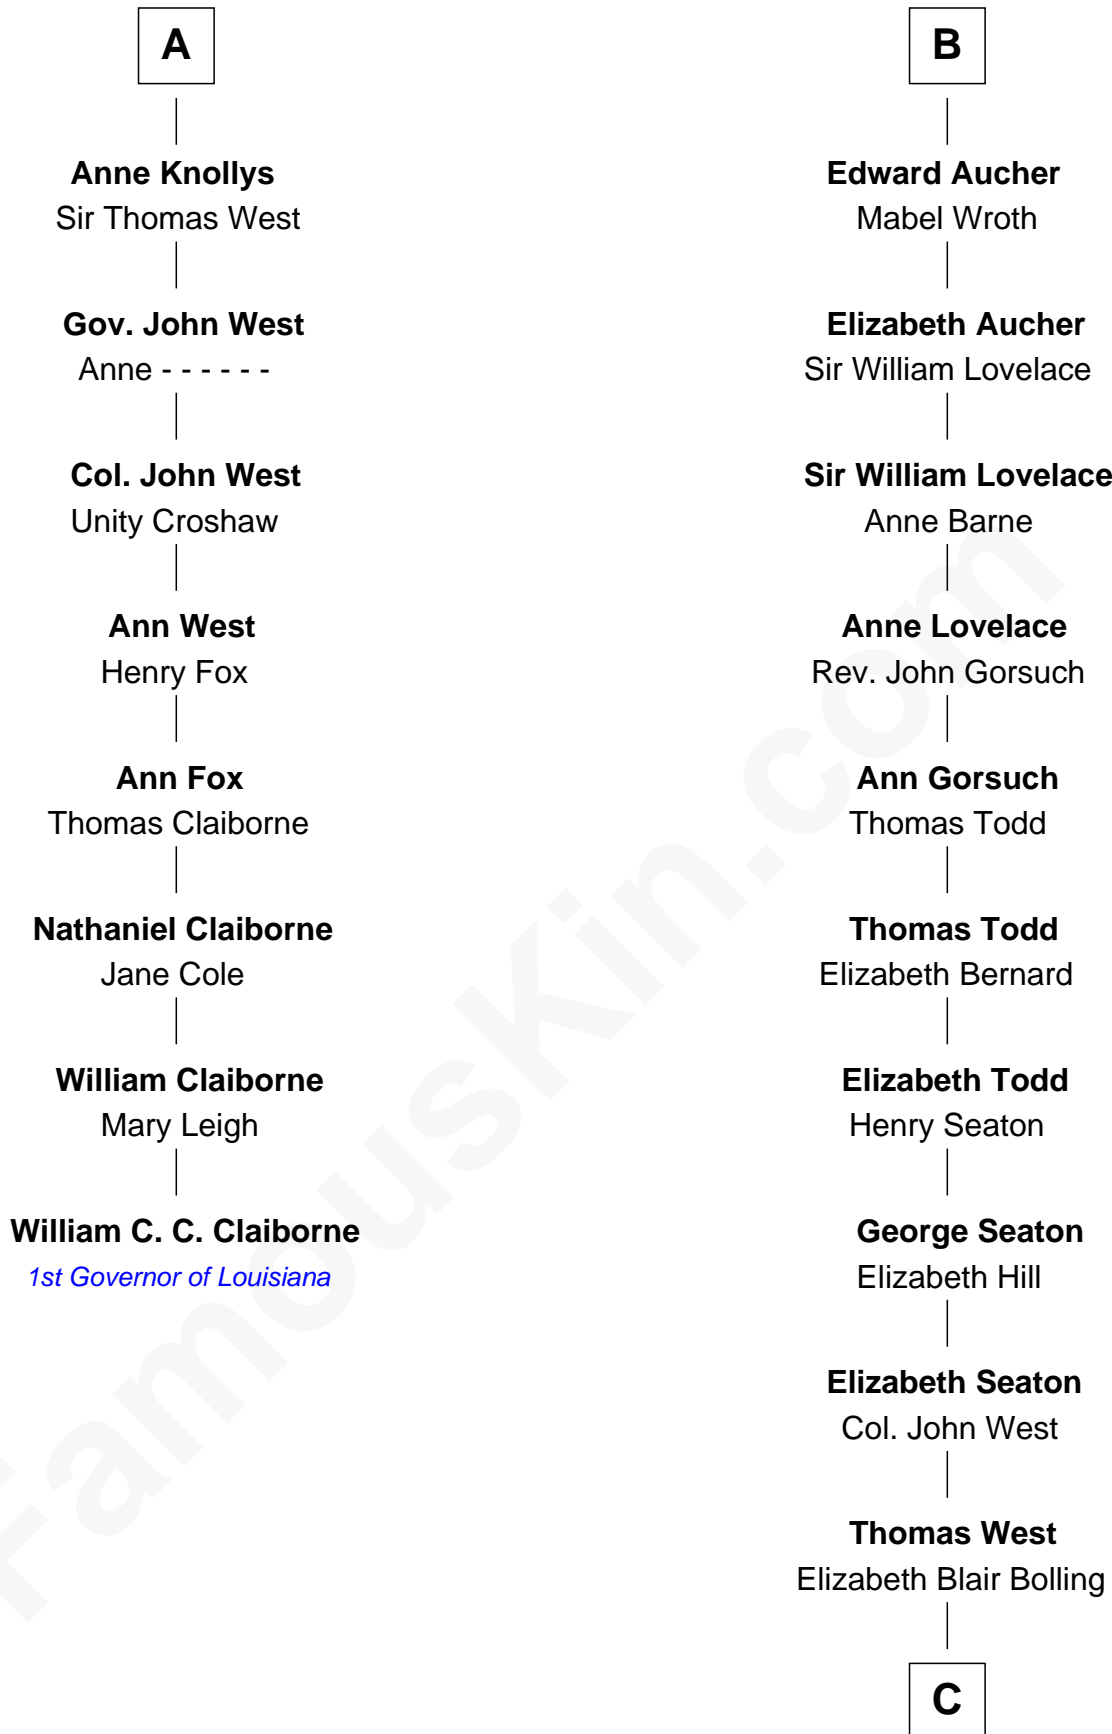 A
Anne Knollys
Sir Thomas West
Gov. John West
Anne - - - - - -
Col. John West
Unity Croshaw
Ann West
Henry Fox
Ann Fox
Thomas Claiborne
Nathaniel Claiborne
Jane Cole
William Claiborne
Mary Leigh
William C. C. Claiborne
1st Governor of Louisiana
B
Edward Aucher
Mabel Wroth
Elizabeth Aucher
Sir William Lovelace
Sir William Lovelace
Anne Barne
Anne Lovelace
Rev. John Gorsuch
Ann Gorsuch
Thomas Todd
Thomas Todd
Elizabeth Bernard
Elizabeth Todd
Henry Seaton
George Seaton
Elizabeth Hill
Elizabeth Seaton
Col. John West
Thomas West
Elizabeth Blair Bolling
C
FamousKin.com